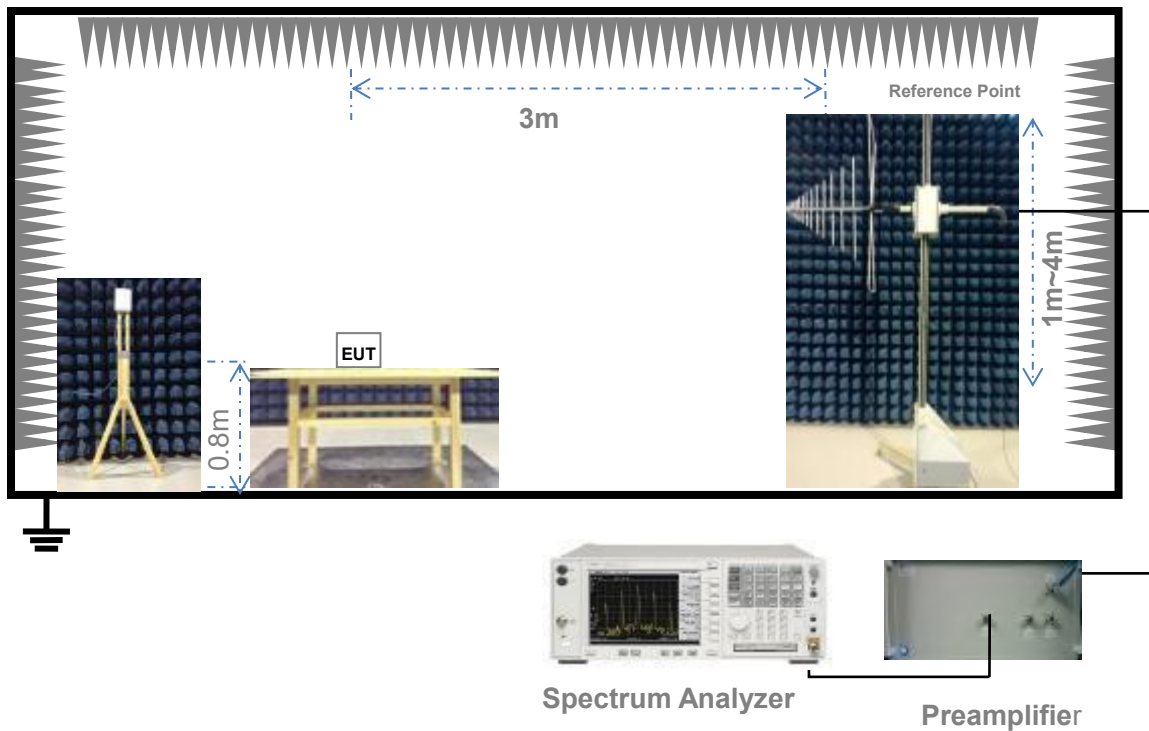 Reference Point
3m
1m~4m
EUT
0.8m
Spectrum Analyzer
Preamplifier